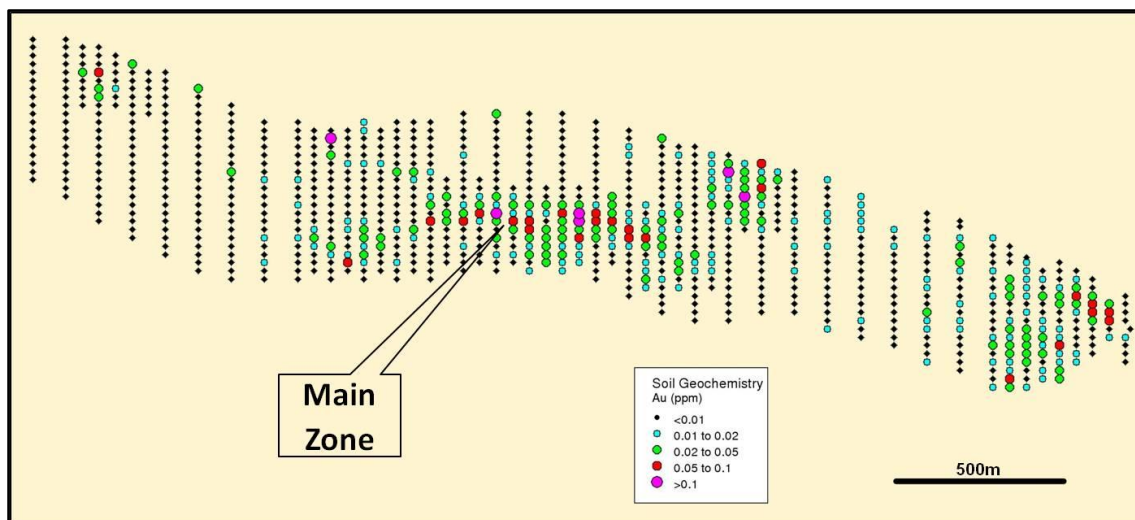 Main
Zone
Soil Geochemistry
Au (ppm)
<0.01
0.01 to 0.02
0.02 to 0.05
0.05 to 0.1
>0.1
500m